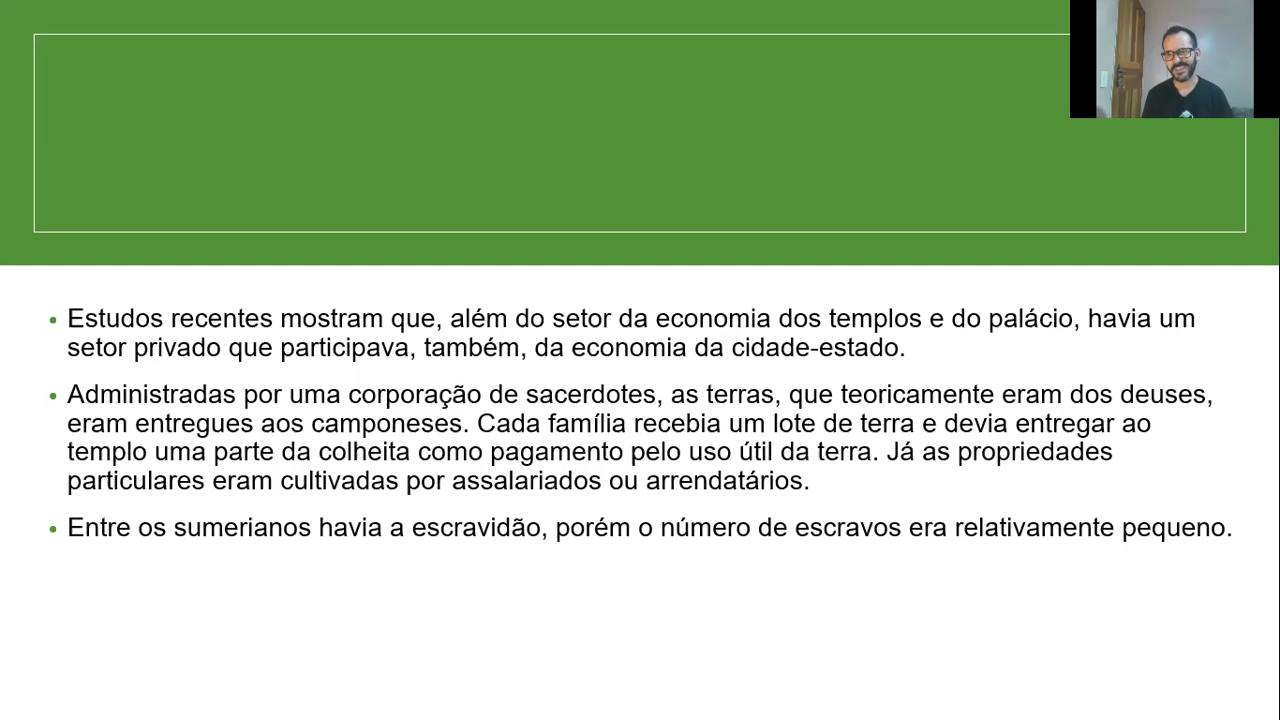 Estudos recentes mostram que, além do setor da economia dos templos e do palácio, havia um
setor privado que participava, também, da economia da cidade-estado.
Administradas por uma corporação de sacerdotes, as terras, que teoricamente eram dos deuses,
eram entregues aos camponeses. Cada família recebia um lote de terra e devia entregar ao
templo uma parte da colheita como pagamento pelo uso útil da terra. Já as propriedades
particulares eram cultivadas por assalariados ou arrendatários.
Entre os sumerianos havia a escravidão, porém o número de escravos era relativamente pequeno.